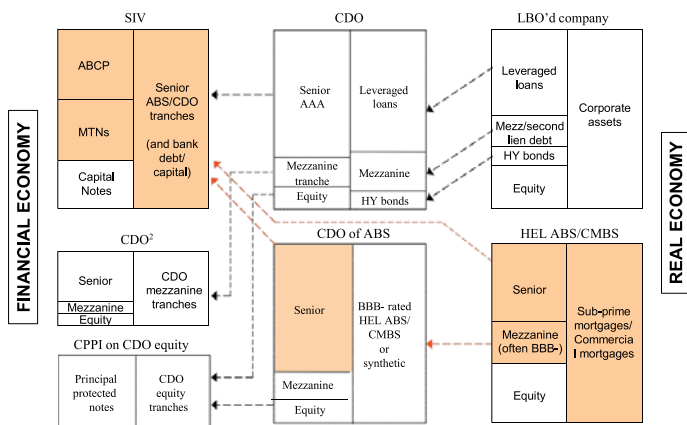 SIV
CDO
LBO'd company
ABCP
MTNs
Capital
Notes
Senior
ABS/CDO
tranches
(and bank
debt/
capital)
Senior
AAA
Mezzanine
tranche
Equity
Leveraged
loans
Mezzanine
HY bonds
Leveraged
loans
Mezz/second
lien debt
HY bonds
Equity
Corporate
assets
FINANCIAL ECONOMY
REAL ECONOMY
CDO²
CDO of ABS
HEL ABS/CMBS
Senior
Mezzanine
Equity
CDO
mezzanine
tranches
Senior
Mezzanine
Equity
BBB- rated
HEL ABS/
CMBS
or
synthetic
Senior
Mezzanine
(often BBB-)
Equity
Sub-prime
mortgages/
Commercia
l mortgages
CPPI on CDO equity
Principal
protected
notes
CDO
equity
tranches